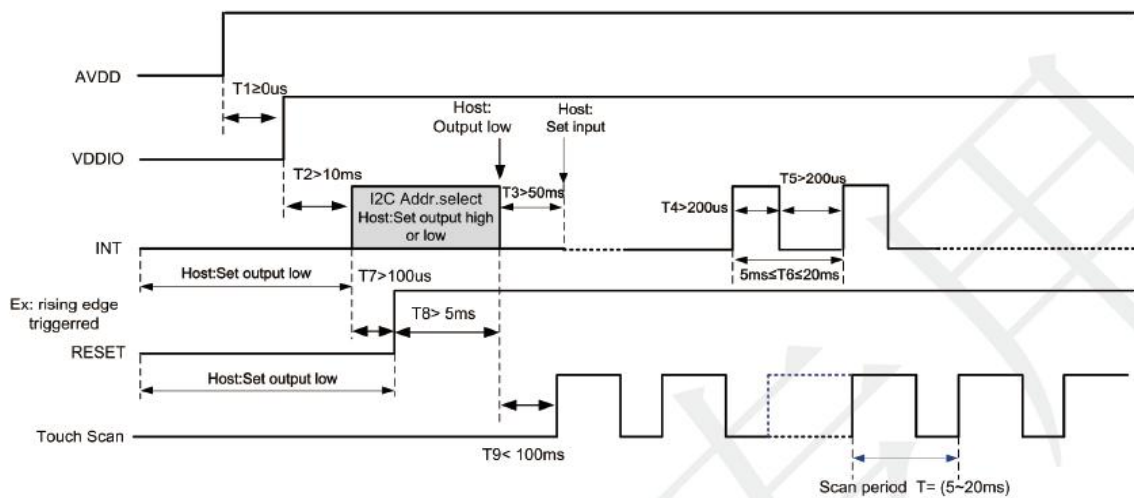 AVDD
T1≥0us
Host:
Output low
Host:
Set input
VDDIO
T2>10ms
I2C Addr.select
Host:Set output high
or low
T3>50ms
T4>200us
T5>200us
INT
Host:Set output low
T7>100us
5ms≤T6≤20ms
Ex: rising edge
triggerred
T8> 5ms
RESET
Host:Set output low
Touch Scan
T9< 100ms
Scan period T= (5~20ms)